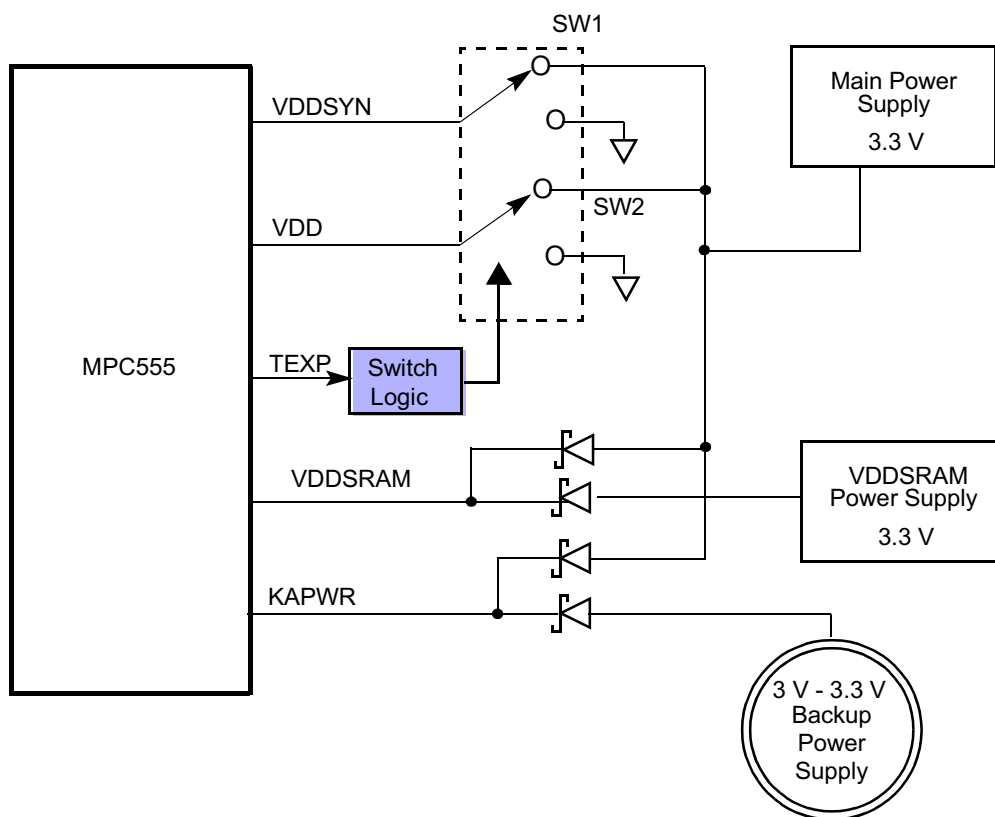 SW1
Main Power
Supply
3.3 V
VDDSYN
VDD
SW2
MPC555
TEXP
Switch
Logic
VDDSRAM
VDDSRAM
Power Supply
3.3 V
KAPWR
3 V - 3.3 V
Backup
Power
Supply